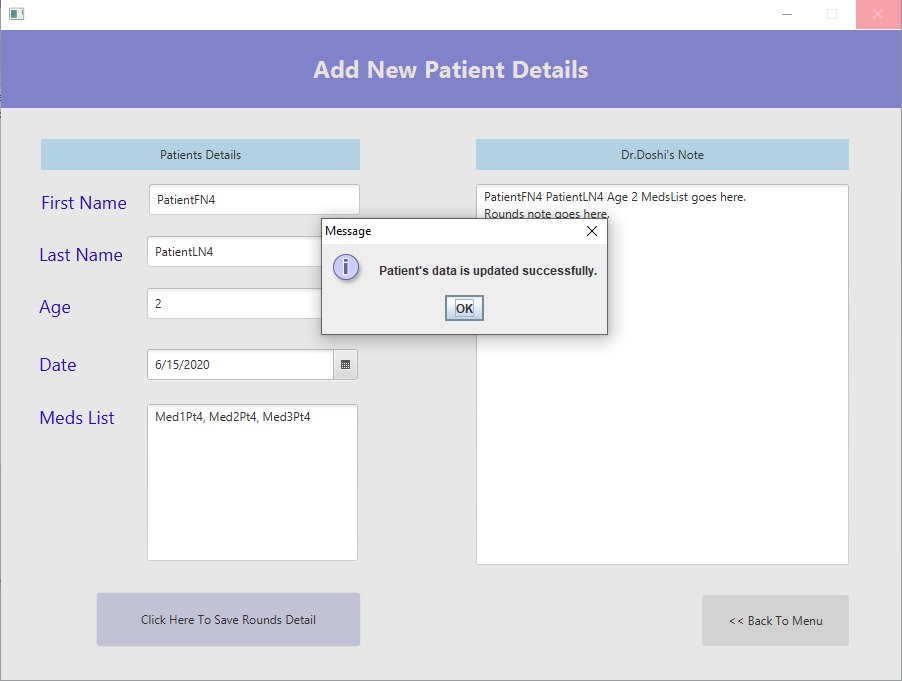 Add New Patient Details
Patients Details
First Name
PatientFN4
Last Name
PatientLN4
Age
2
Date
6/15/2020
Meds List
Med1Pt4, Med2Pt4, Med3Pt4
Click Here To Save Rounds Detail
Dr.Doshi's Note
PatientFN4 PatientLN4 Age 2 MedsList goes here.
Rounds note goes here.
Message
Patient's data is updated successfully.
OK
<< Back To Menu